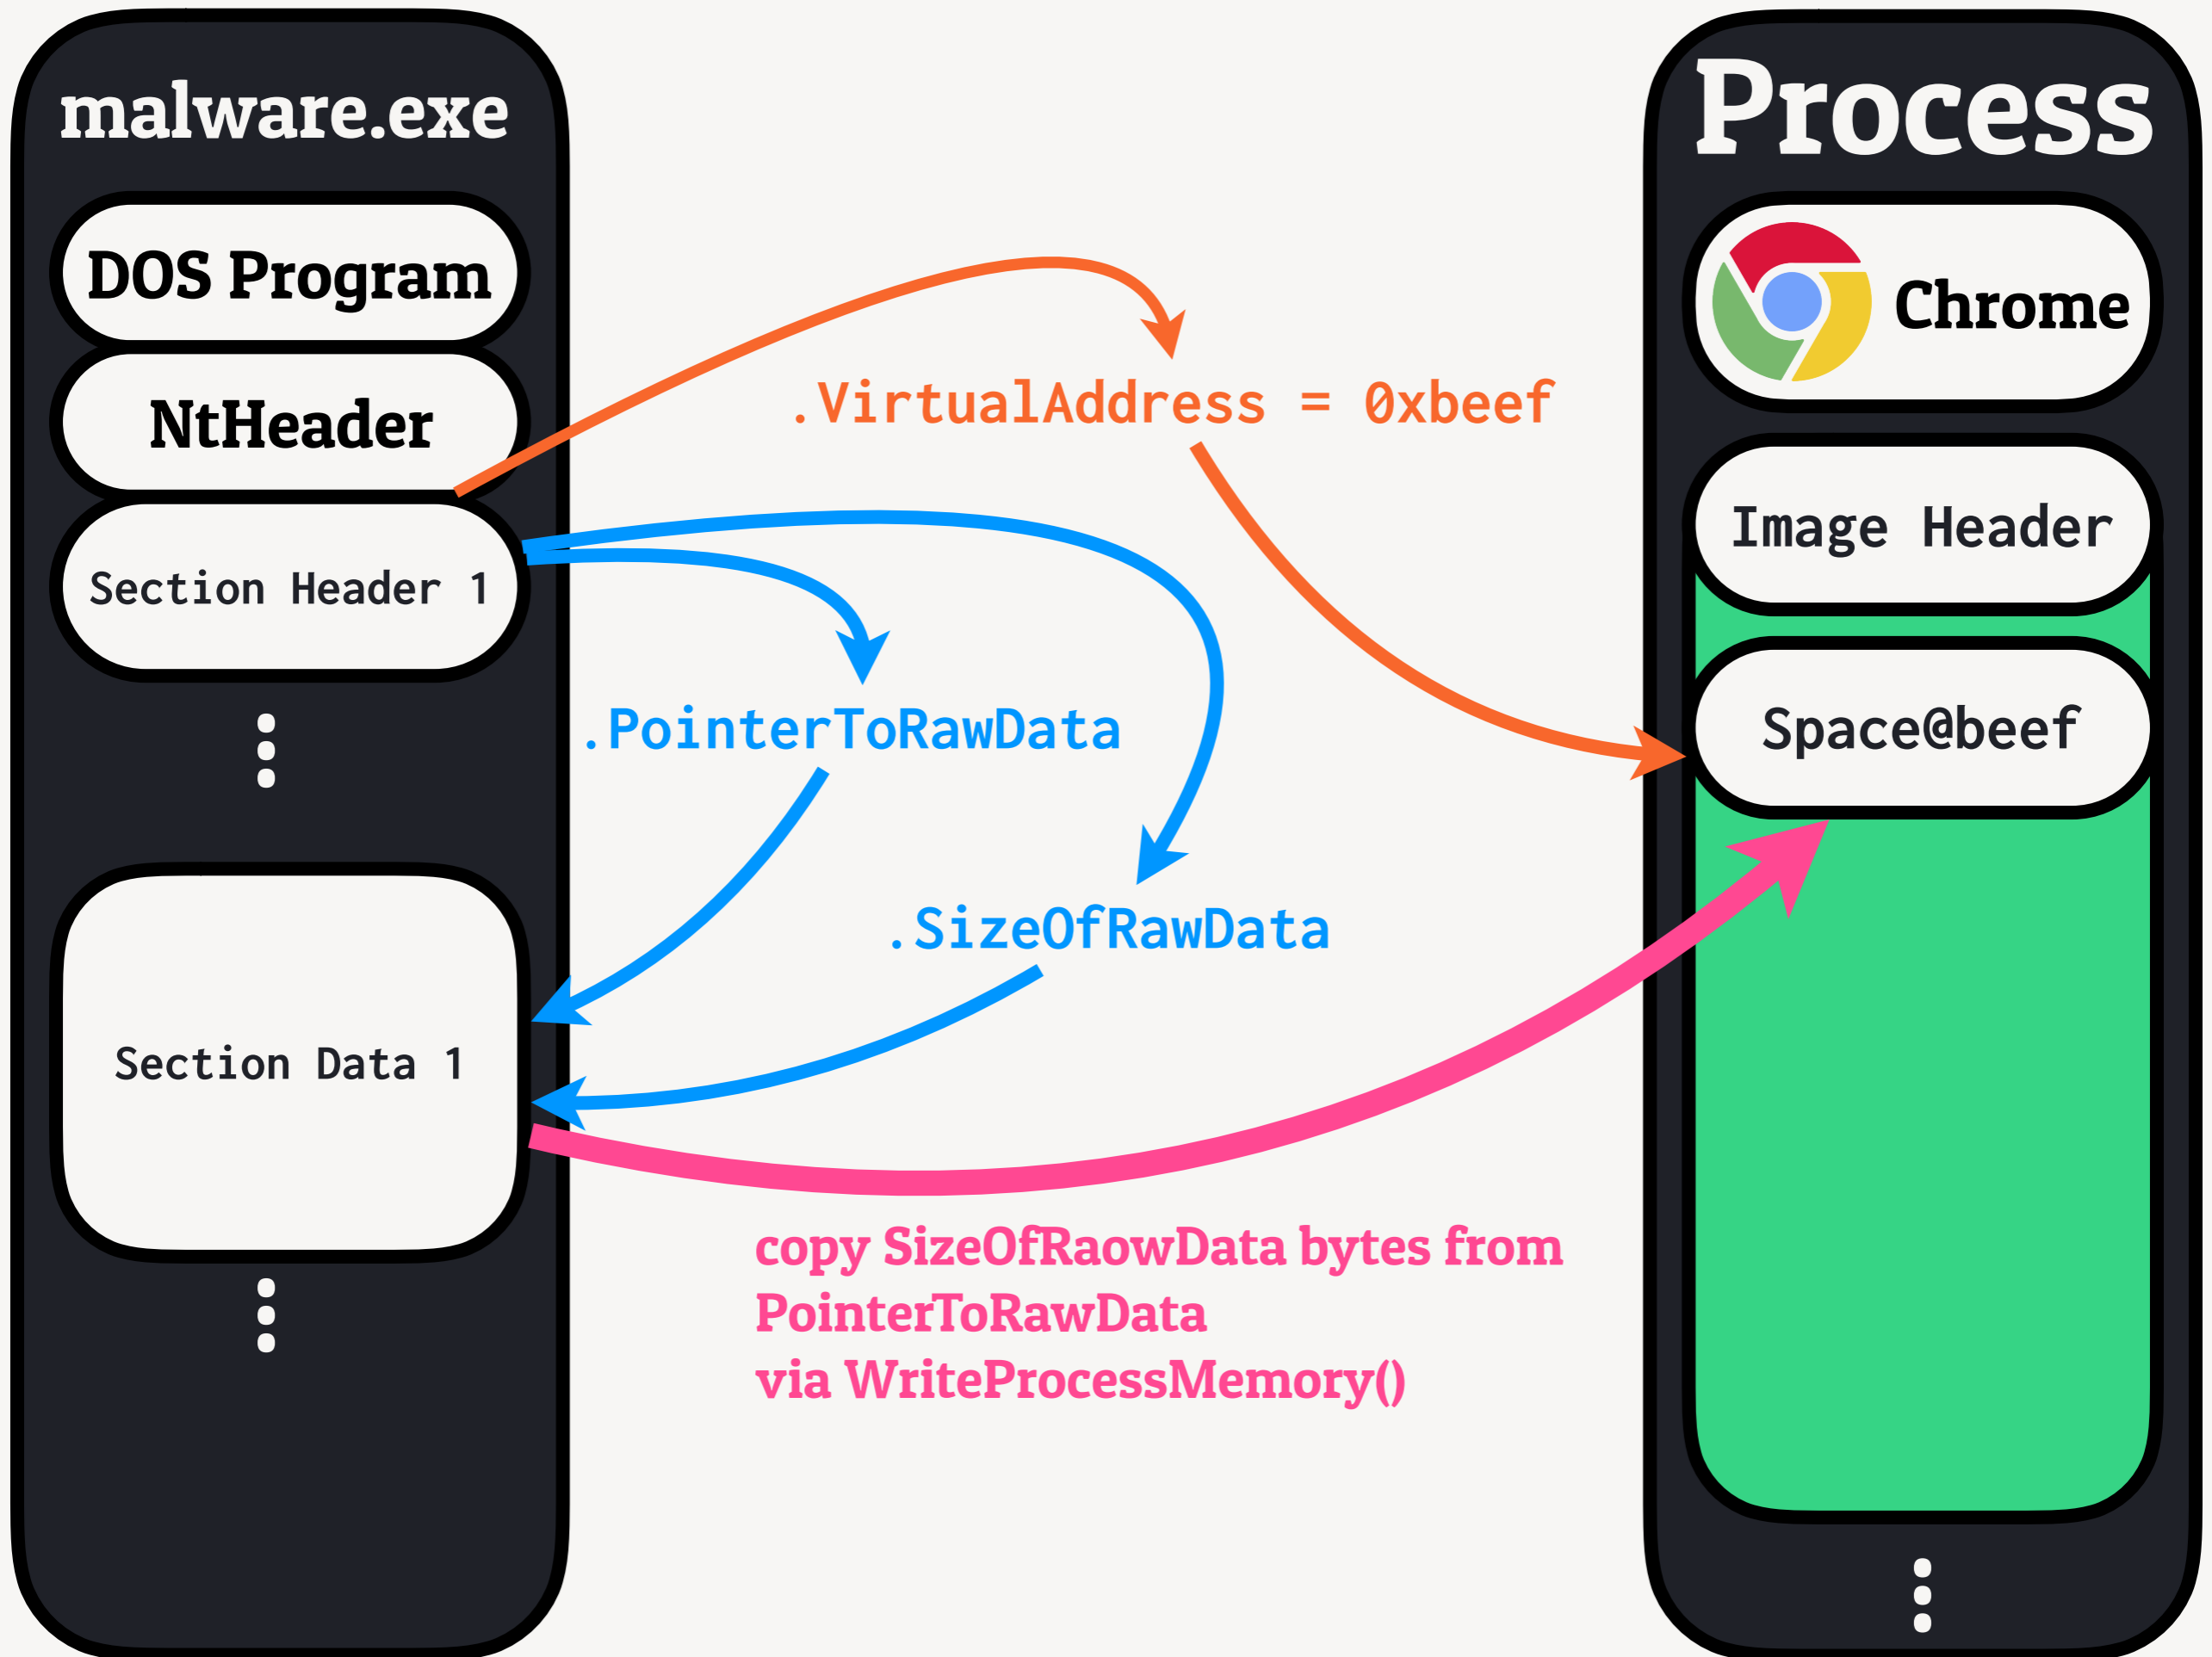 malware.exe
DOS Program
NtHeader
Section Header 1
Section Data 1
.VirtualAddress = 0xbeef
.PointerToRawData
.SizeOfRawData
copy SizeOfRaowData bytes from
PointerToRawData
via WriteProcessMemory()
Process
Chrome
Image Header
Space@beef